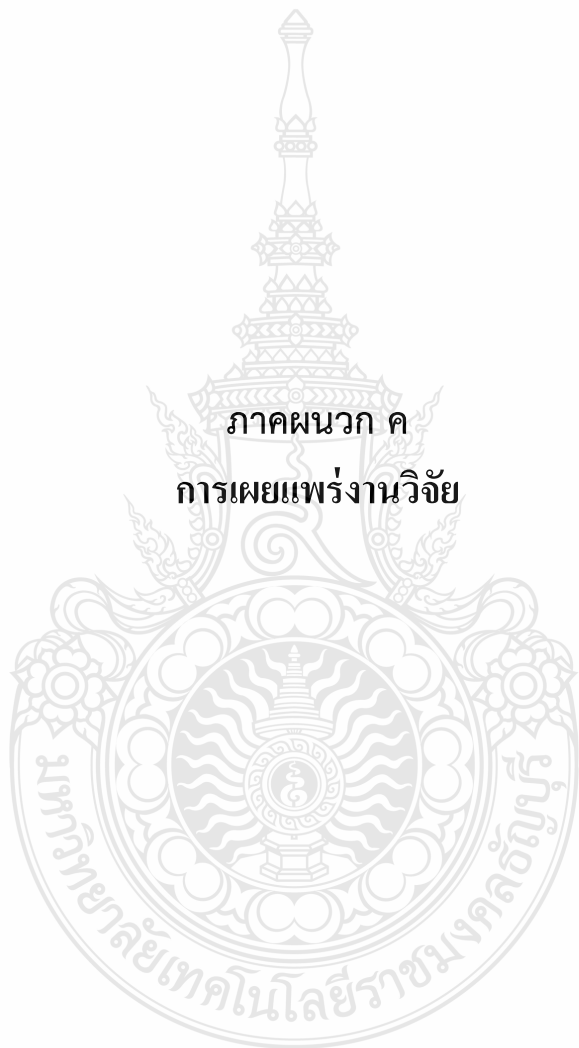 ภาคผนวก ค
การเผยแพร่งานวิจัย
มหาวิทยาลัยเทคโนโลยีราชมงคลธัญบุรี